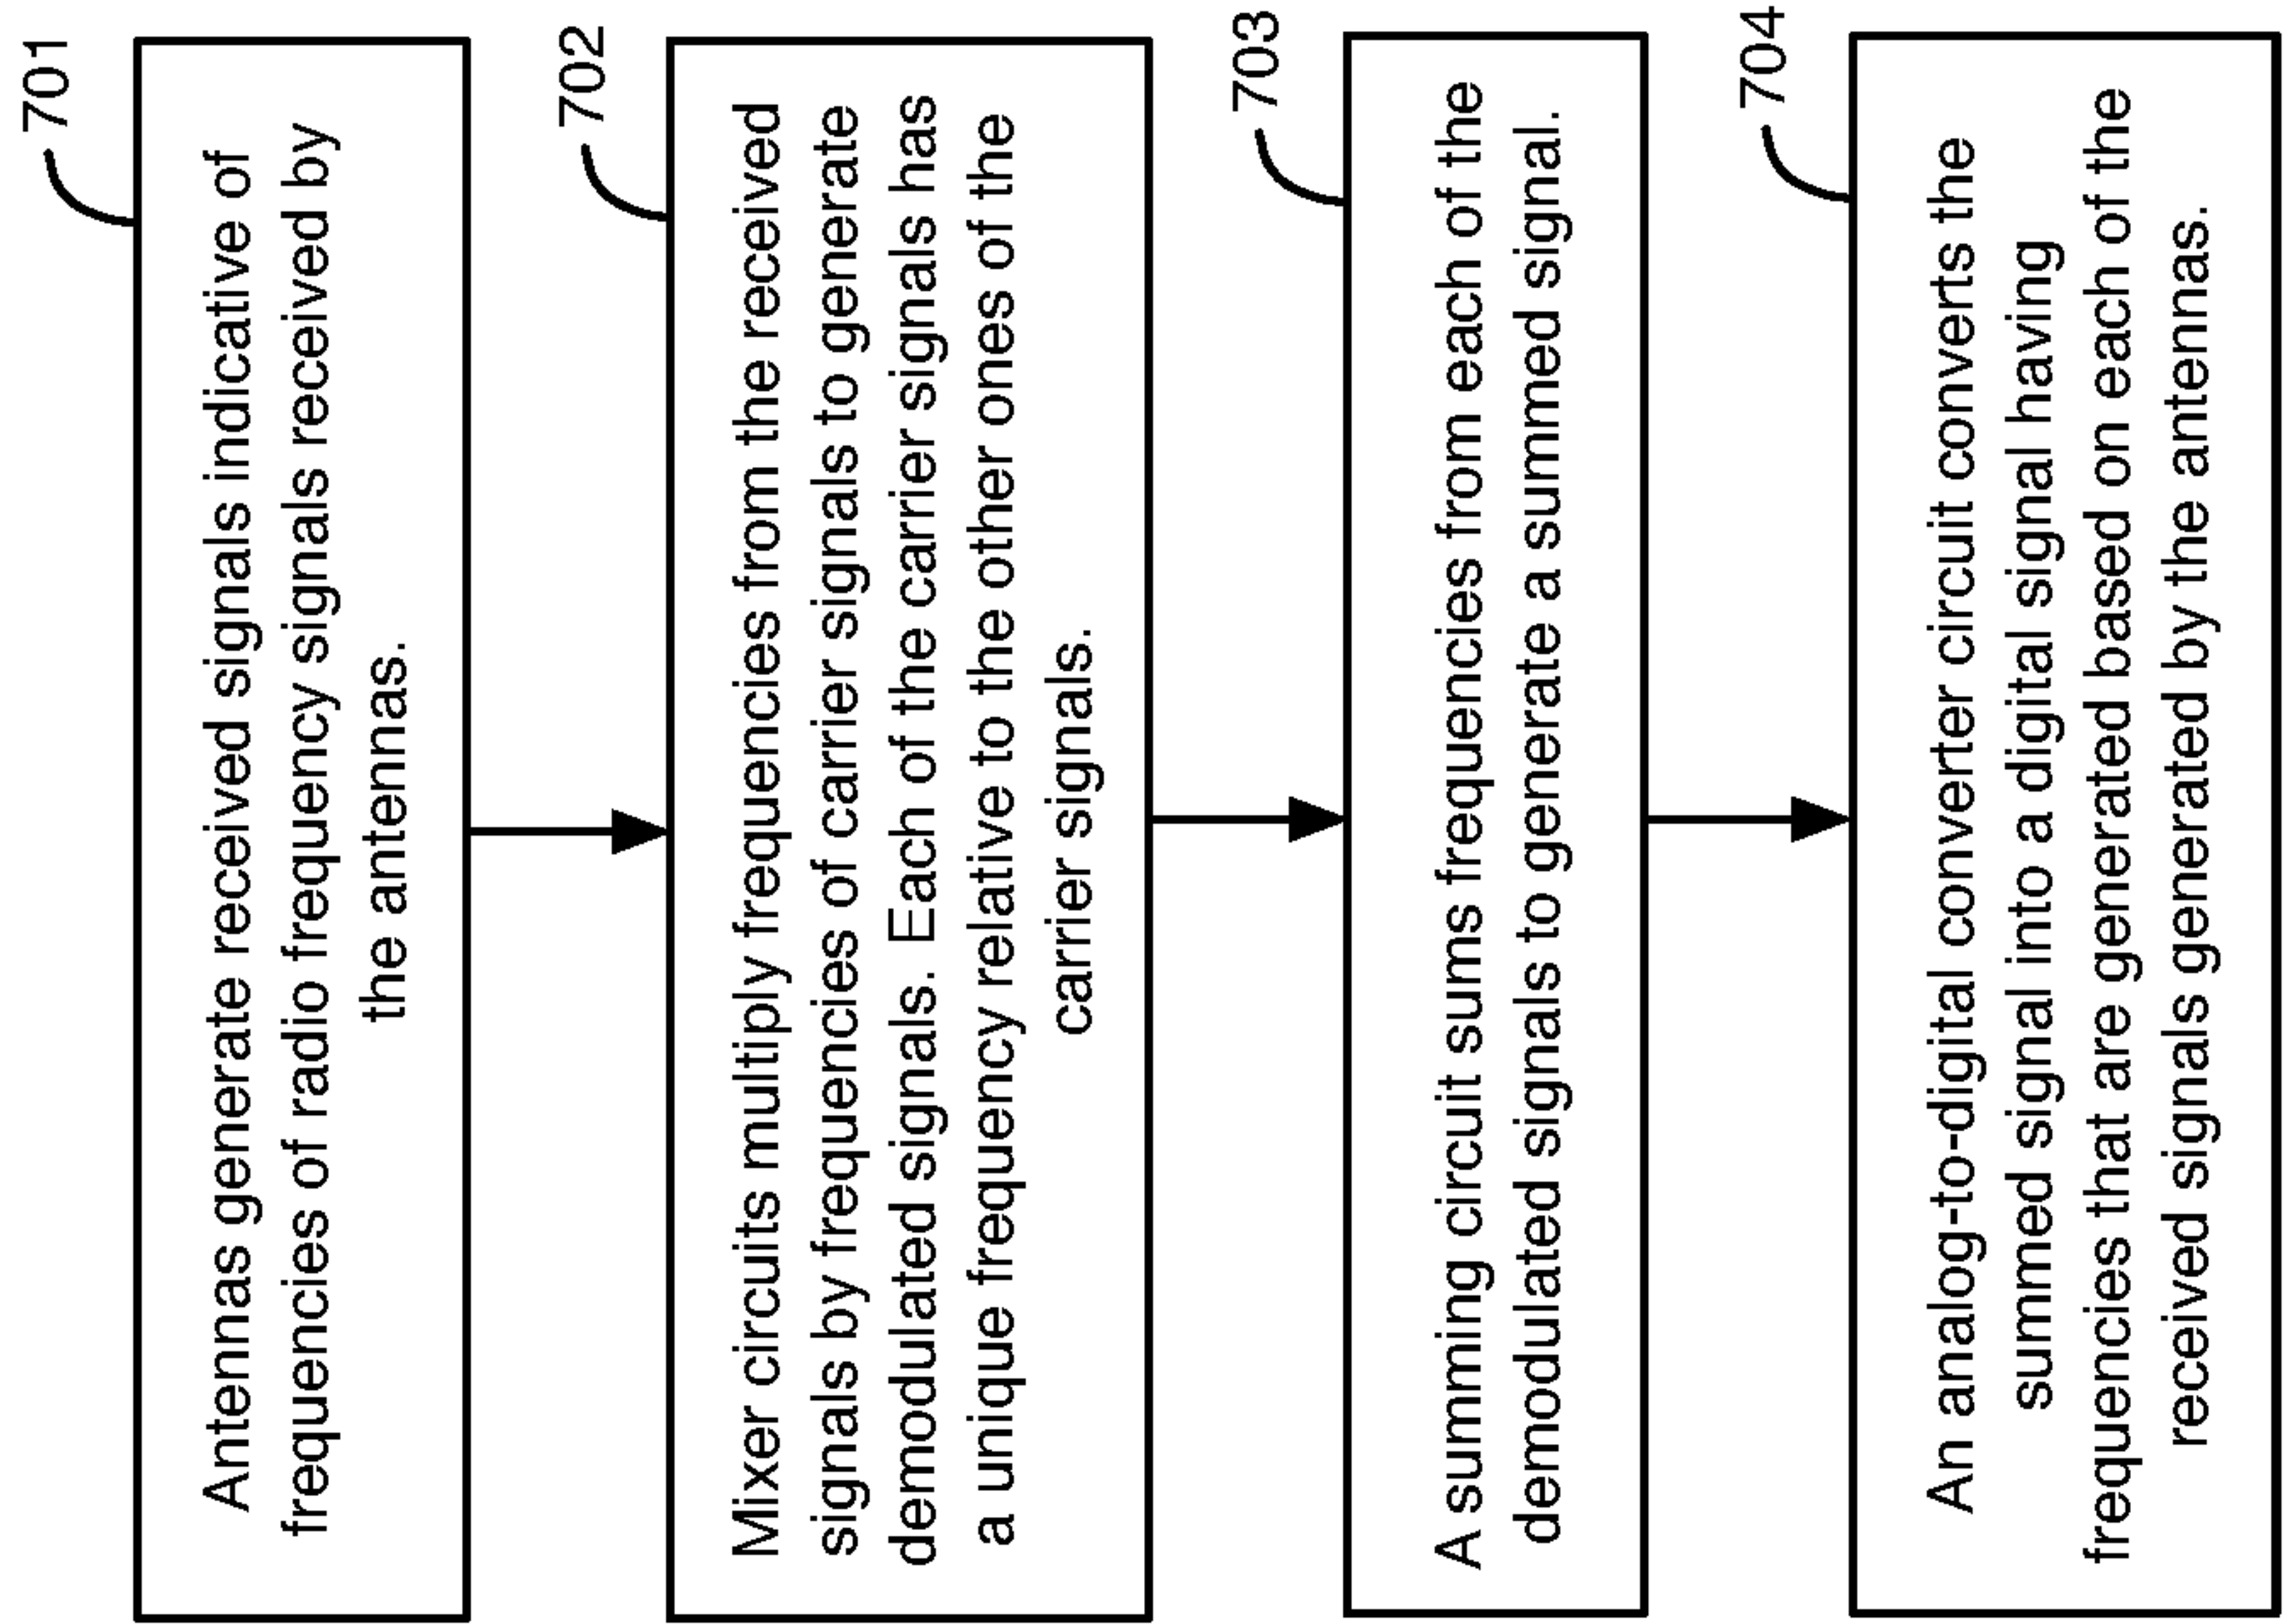 701
Antennas generate received signals indicative of
frequencies of radio frequency signals received by
the antennas.
702
Mixer circuits multiply frequencies from the received
signals by frequencies of carrier signals to generate
demodulated signals. Each of the carrier signals has
a unique frequency relative to the other ones of the
carrier signals.
703
A summing circuit sums frequencies from each of the
demodulated signals to generate a summed signal.
704
An analog-to-digital converter circuit converts the
summed signal into a digital signal having
frequencies that are generated based on each of the
received signals generated by the antennas.